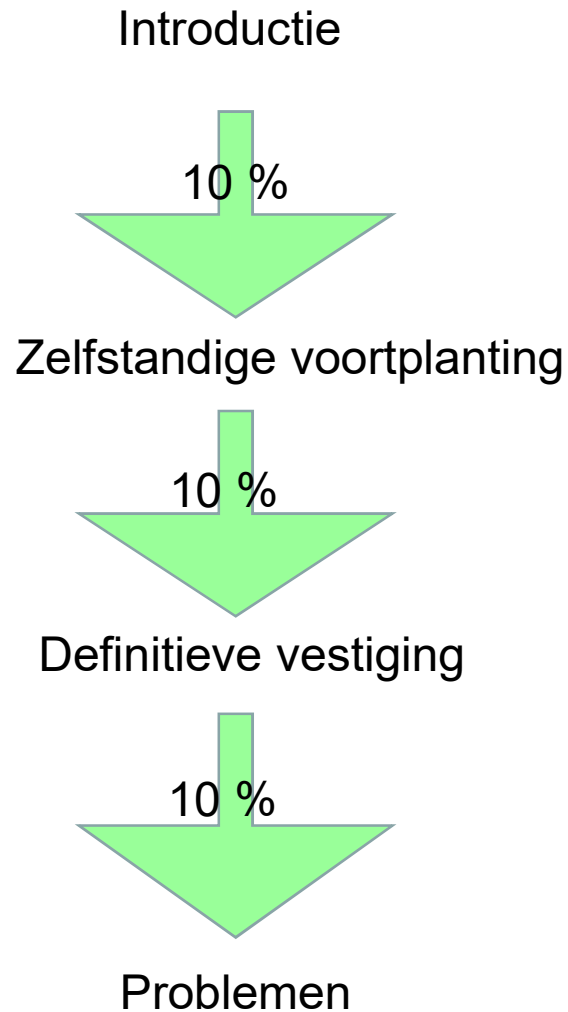 Introductie
10 %
Zelfstandige voortplanting
10 %
Definitieve vestiging
10 %
Problemen